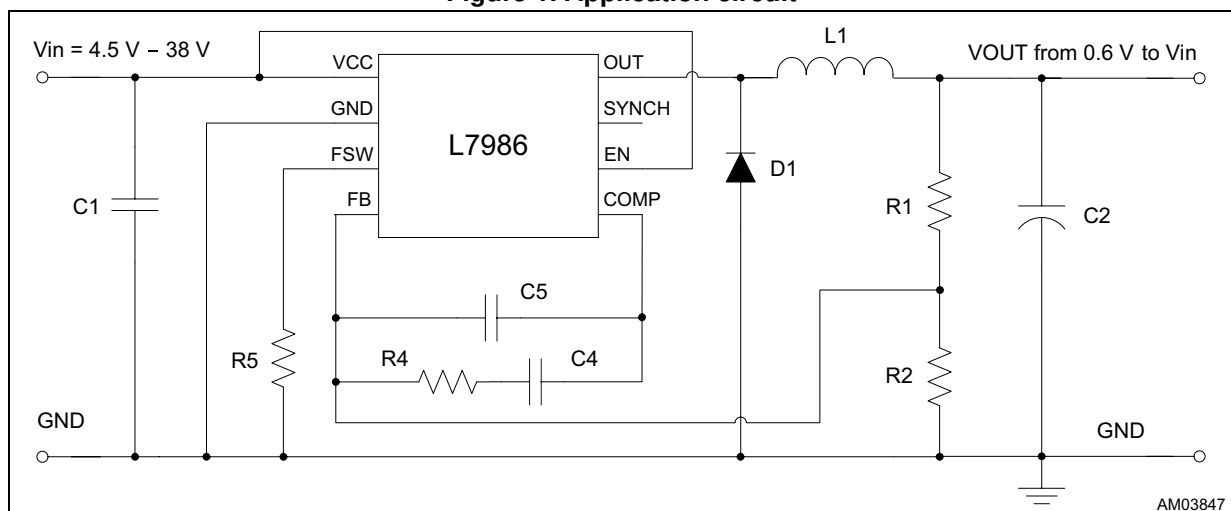 Figure 1. Application circuit
Vin = 4.5 V – 38 V
L1
VOUT from 0.6 V to Vin
VCC
OUT
GND
SYNCH
L7986
FSW
EN
D1
FB
COMP
C1
R1
C2
C5
R5
R4
C4
R2
GND
GND
AM03847